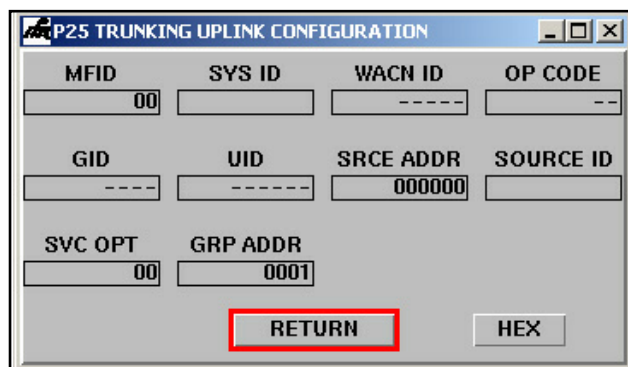 P25 TRUNKING UPLINK CONFIGURATION
MFID SYS ID WACN ID OP CODE
00 ----- --
GID UID SRCE ADDR SOURCE ID
---- ------ 000000
SVC OPT GRP ADDR
00 0001
RETURN HEX